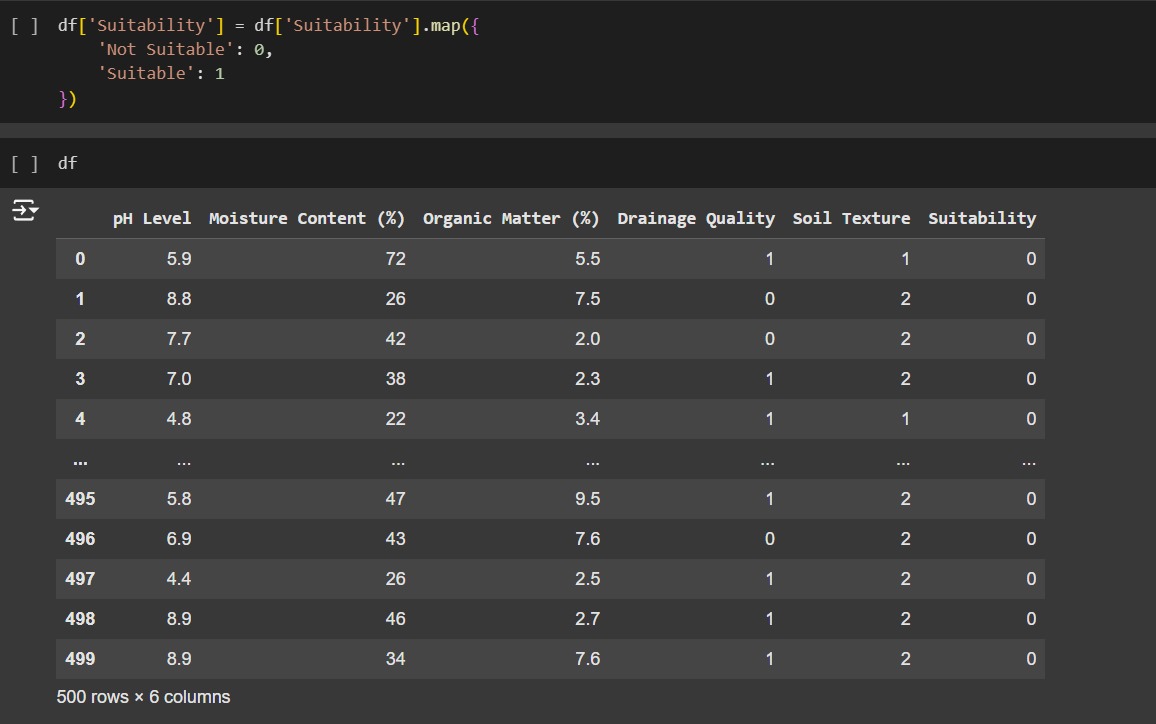 [ ] df['Suitability'] = df['Suitability'].map({
'Not Suitable': 0,
'Suitable': 1
})
[ ] df
pH Level Moisture Content (%) Organic Matter (%) Drainage Quality Soil Texture Suitability
0 5.9 72 5.5 1 1 0
1 8.8 26 7.5 0 2 0
2 7.7 42 2.0 0 2 0
3 7.0 38 2.3 1 2 0
4 4.8 22 3.4 1 1 0
... ... ... ... ... ... ...
495 5.8 47 9.5 1 2 0
496 6.9 43 7.6 0 2 0
497 4.4 26 2.5 1 2 0
498 8.9 46 2.7 1 2 0
499 8.9 34 7.6 1 2 0
500 rows × 6 columns